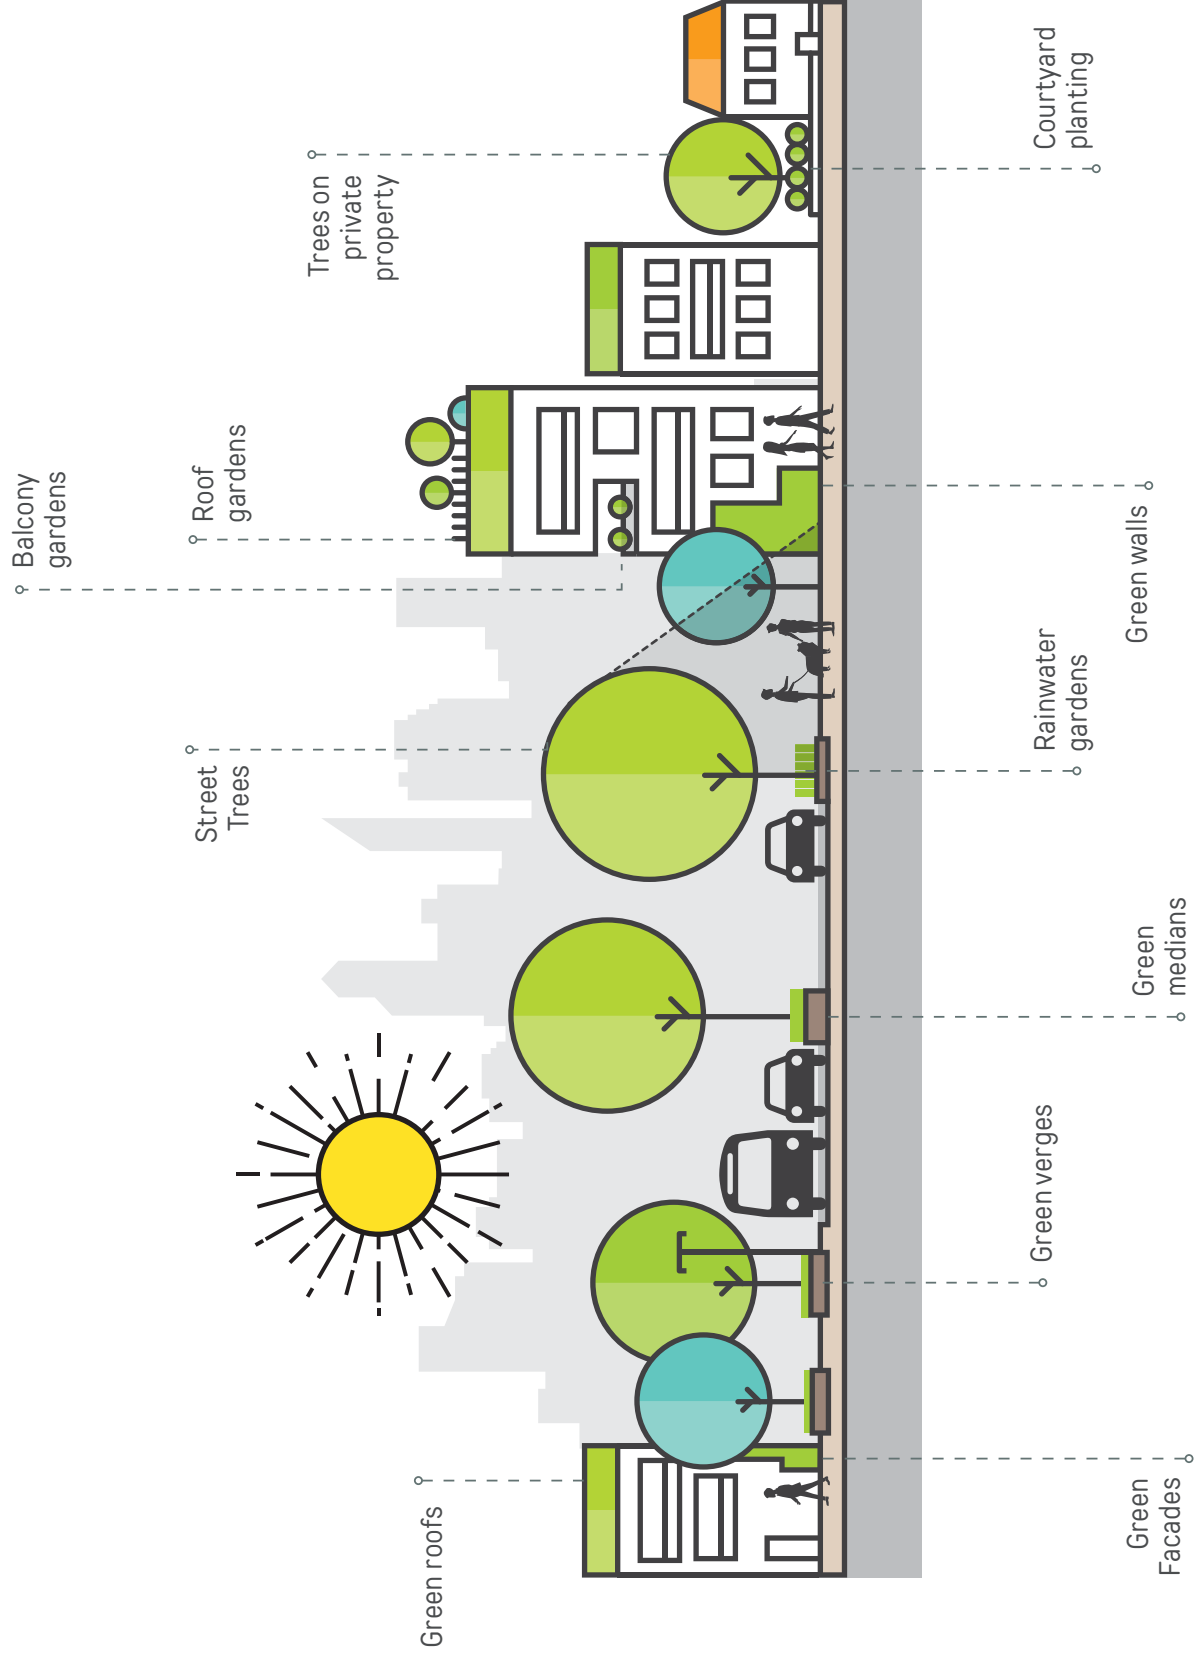 Green roofs
Street
Trees
Balcony
gardens
Roof
gardens
Trees on
private
property
Green
Facades
Green verges
Green
medians
Rainwater
gardens
Green walls
Courtyard
planting